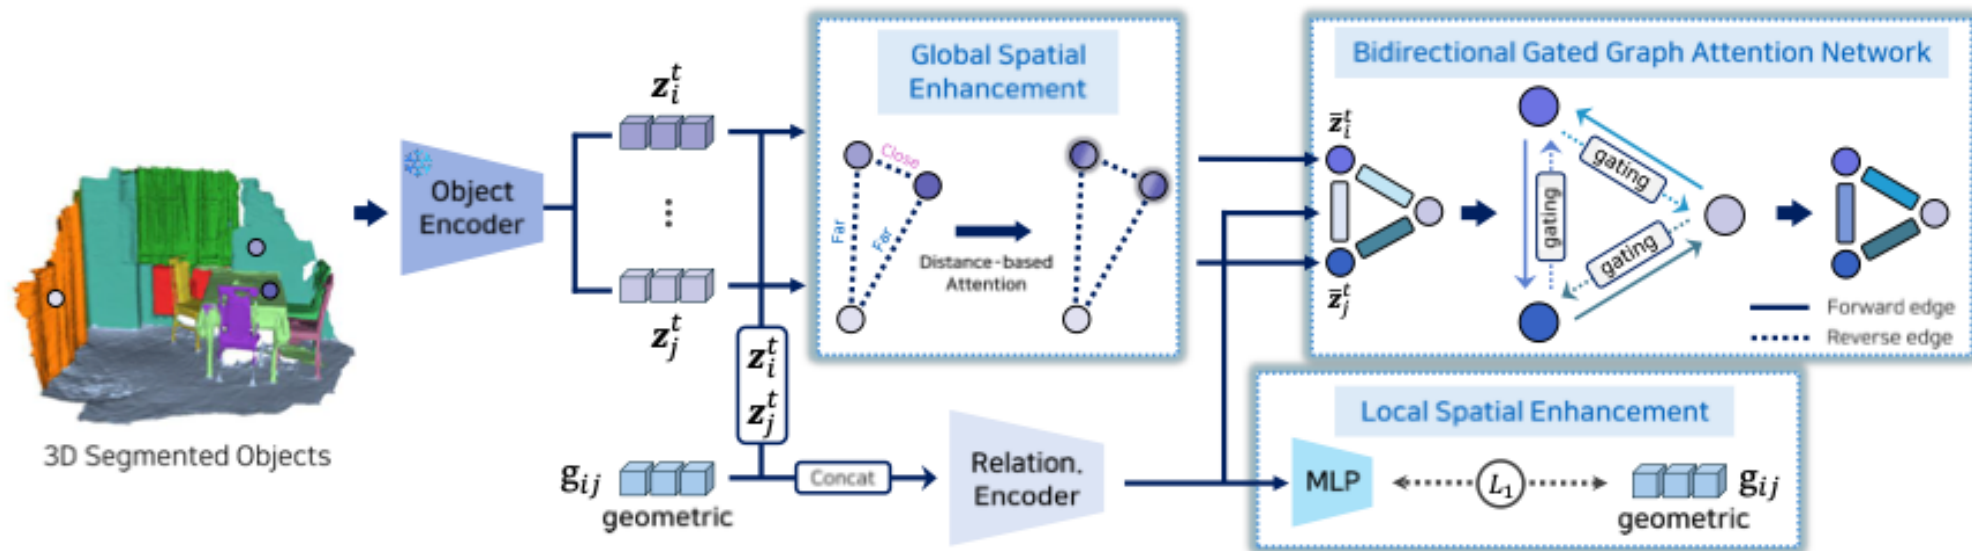 3D Segmented Objects
Object
Encoder
z_i^t
⋮
z_j^t
z_i^t
z_j^t
g_ij
geometric
Concat
Relation.
Encoder
Global Spatial
Enhancement
Close
Far
Far
Distance-based
Attention
Bidirectional Gated Graph Attention Network
z̄_i^t
z̄_j^t
gating
gating
gating
Forward edge
Reverse edge
Local Spatial Enhancement
MLP
L_1
g_ij
geometric